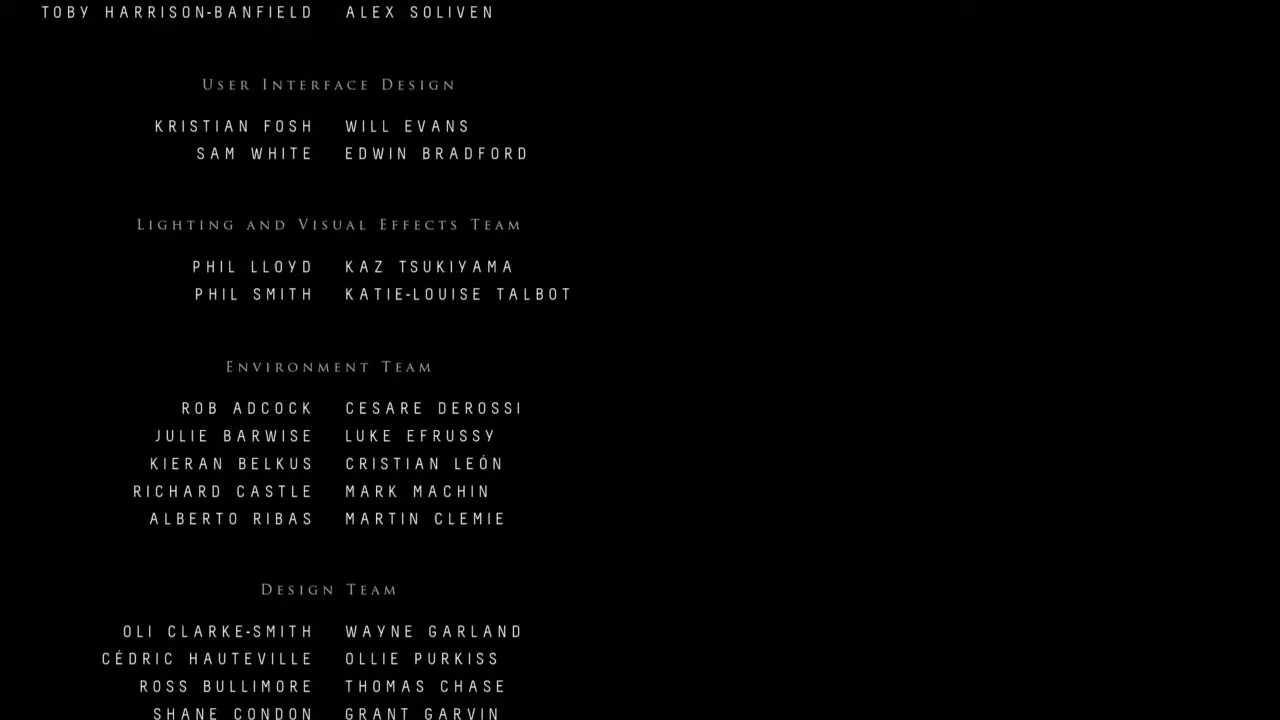 TOBY HARRISON-BANFIELD ALEX SOLIVEN
User Interface Design
KRISTIAN FOSH WILL EVANS
SAM WHITE EDWIN BRADFORD
Lighting and Visual Effects Team
PHIL LLOYD KAZ TSUKIYAMA
PHIL SMITH KATIE-LOUISE TALBOT
Environment Team
ROB ADCOCK CESARE DEROSSI
JULIE BARWISE LUKE EFRUSSY
KIERAN BELKUS CRISTIAN LEÓN
RICHARD CASTLE MARK MACHIN
ALBERTO RIBAS MARTIN CLEMIE
Design Team
OLI CLARKE-SMITH WAYNE GARLAND
CÉDRIC HAUTEVILLE OLLIE PURKISS
ROSS BULLIMORE THOMAS CHASE
SHANE CONDON GRANT GARVIN